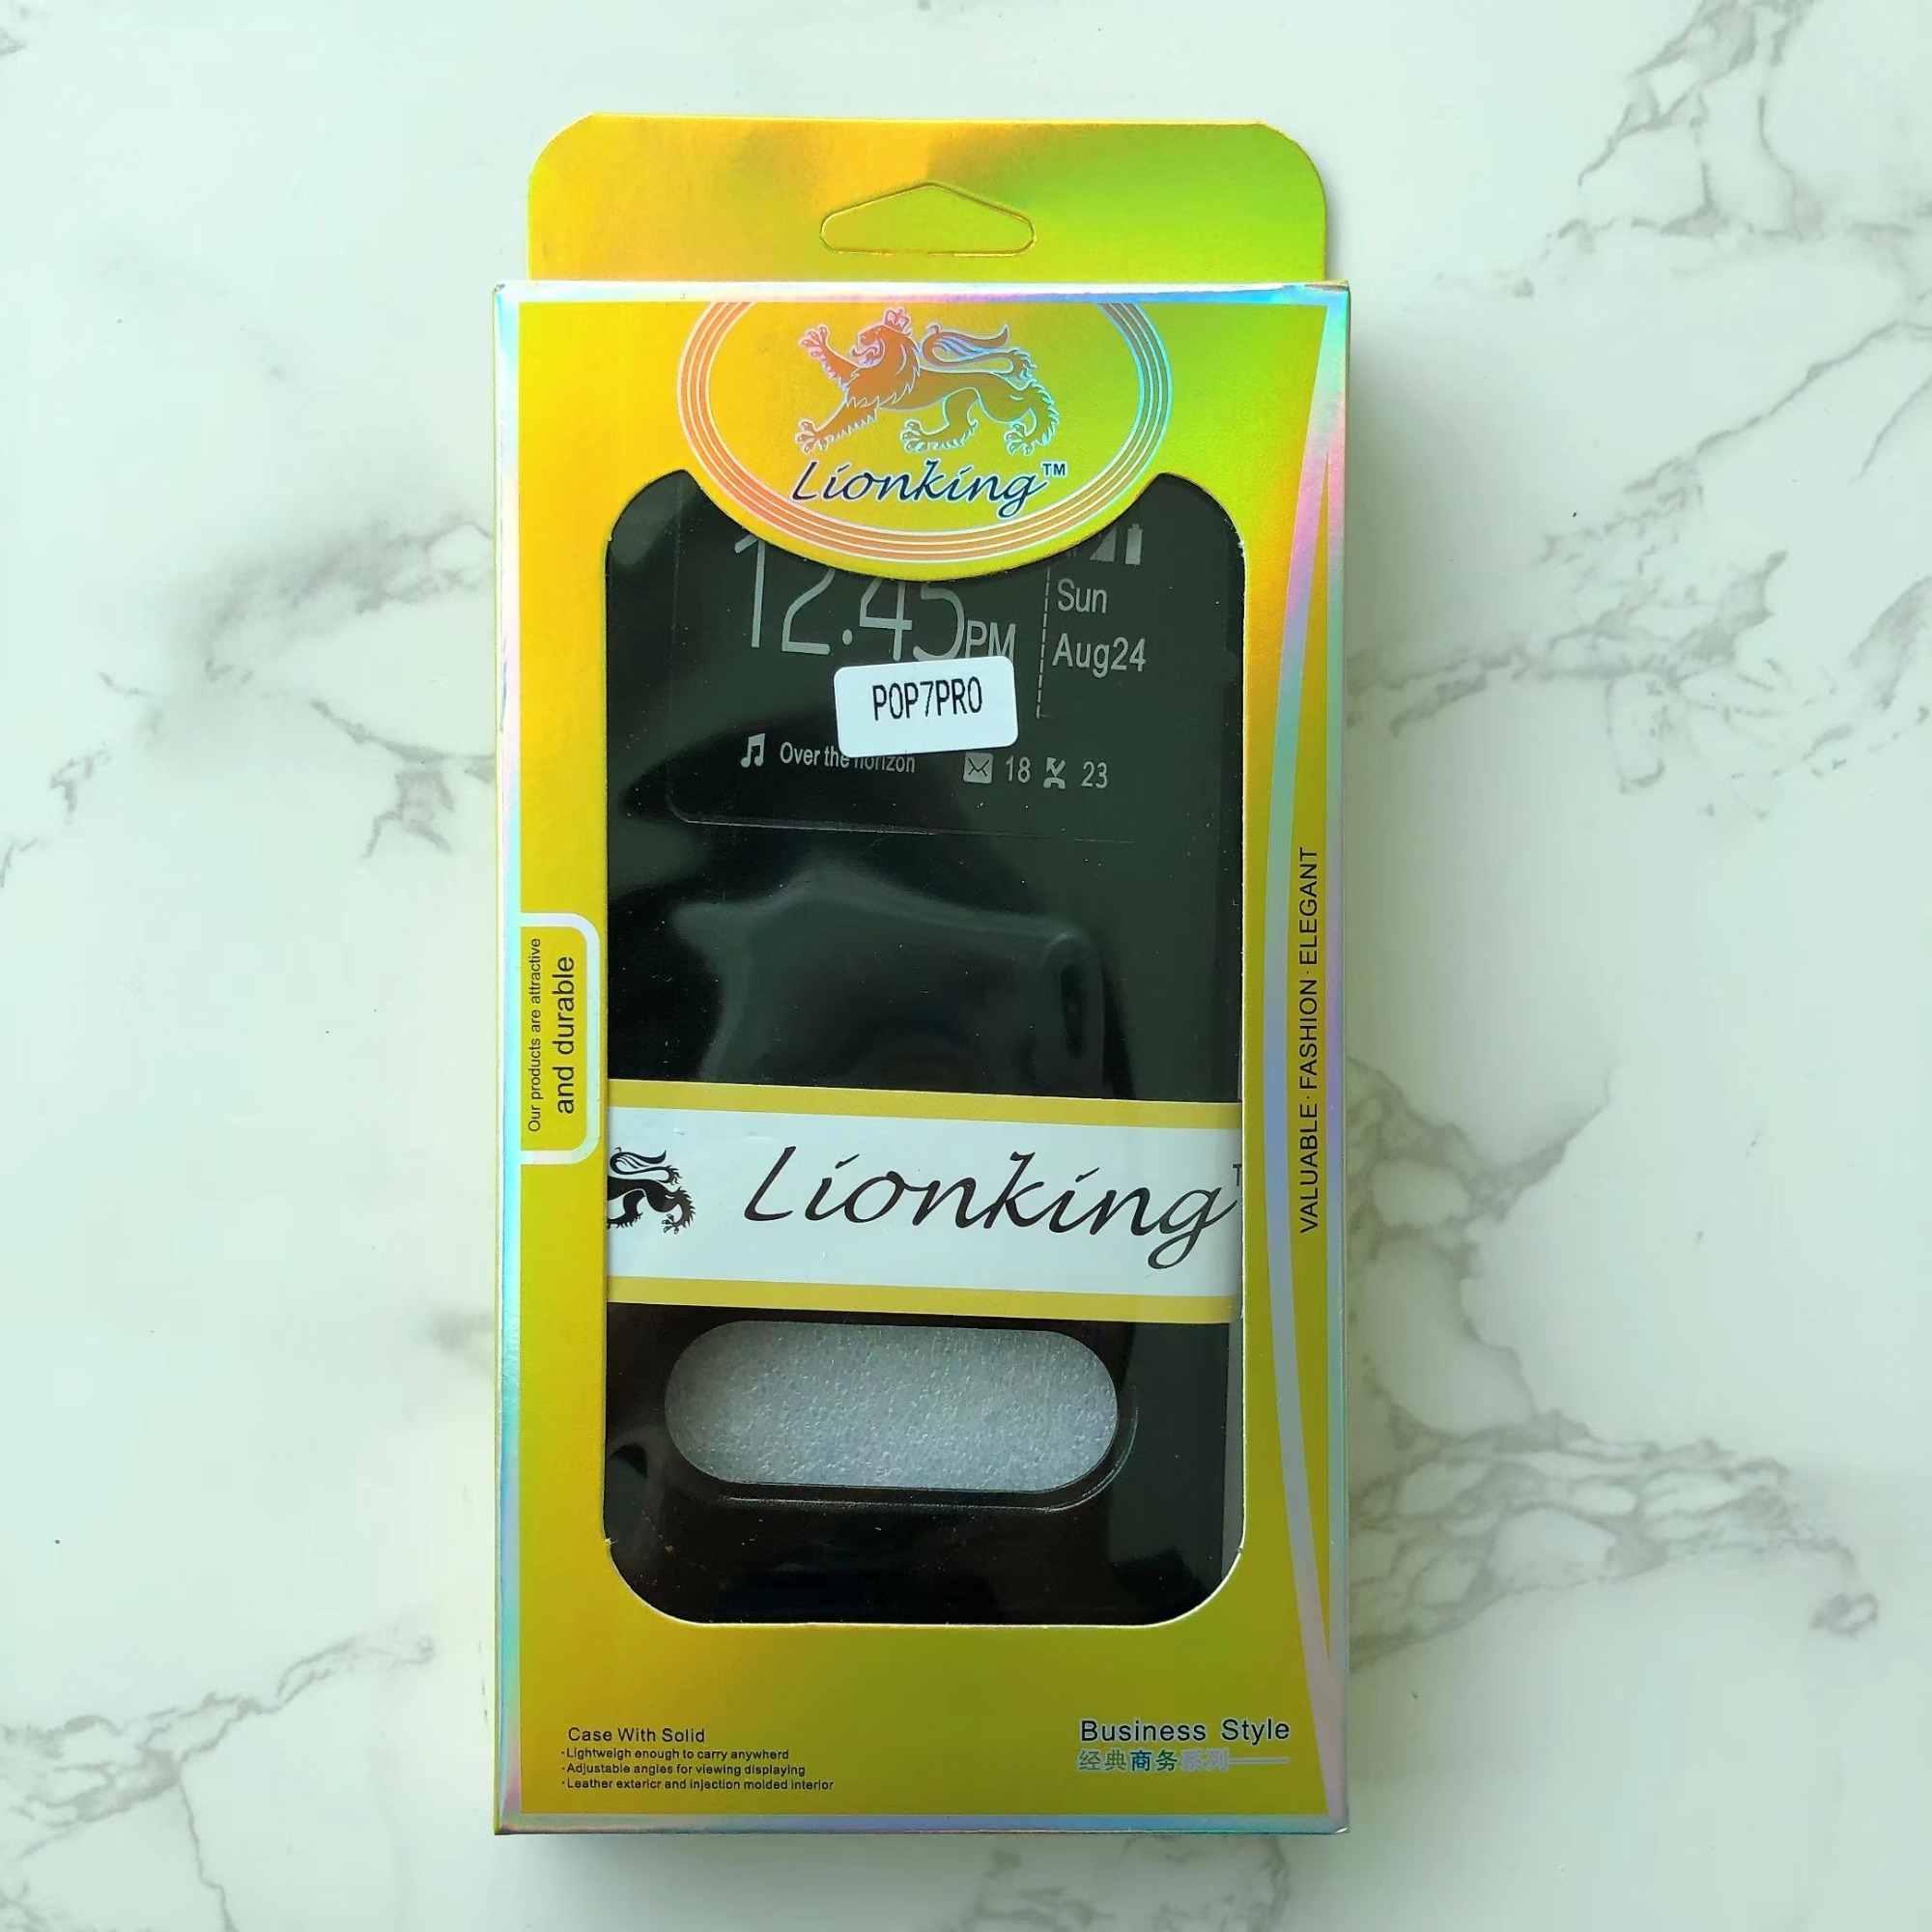 Lionking™
12:45PM
Sun
Aug24
POP7PRO
Over the horizon
18
23
Our products are attractive
and durable
VALUABLE·FASHION·ELEGANT
Lionking
Case With Solid
·Lightweigh enough to carry anywherd
·Adjustable angles for viewing displaying
·Leather extericr and injection molded interior
Business Style
经典商务系列